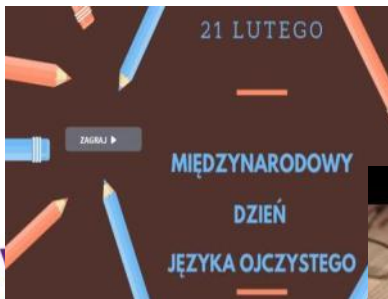 21 LUTEGO
ZAGRAJ
MIĘDZYNARODOWY
DZIEŃ
JĘZYKA OJCZYSTEGO